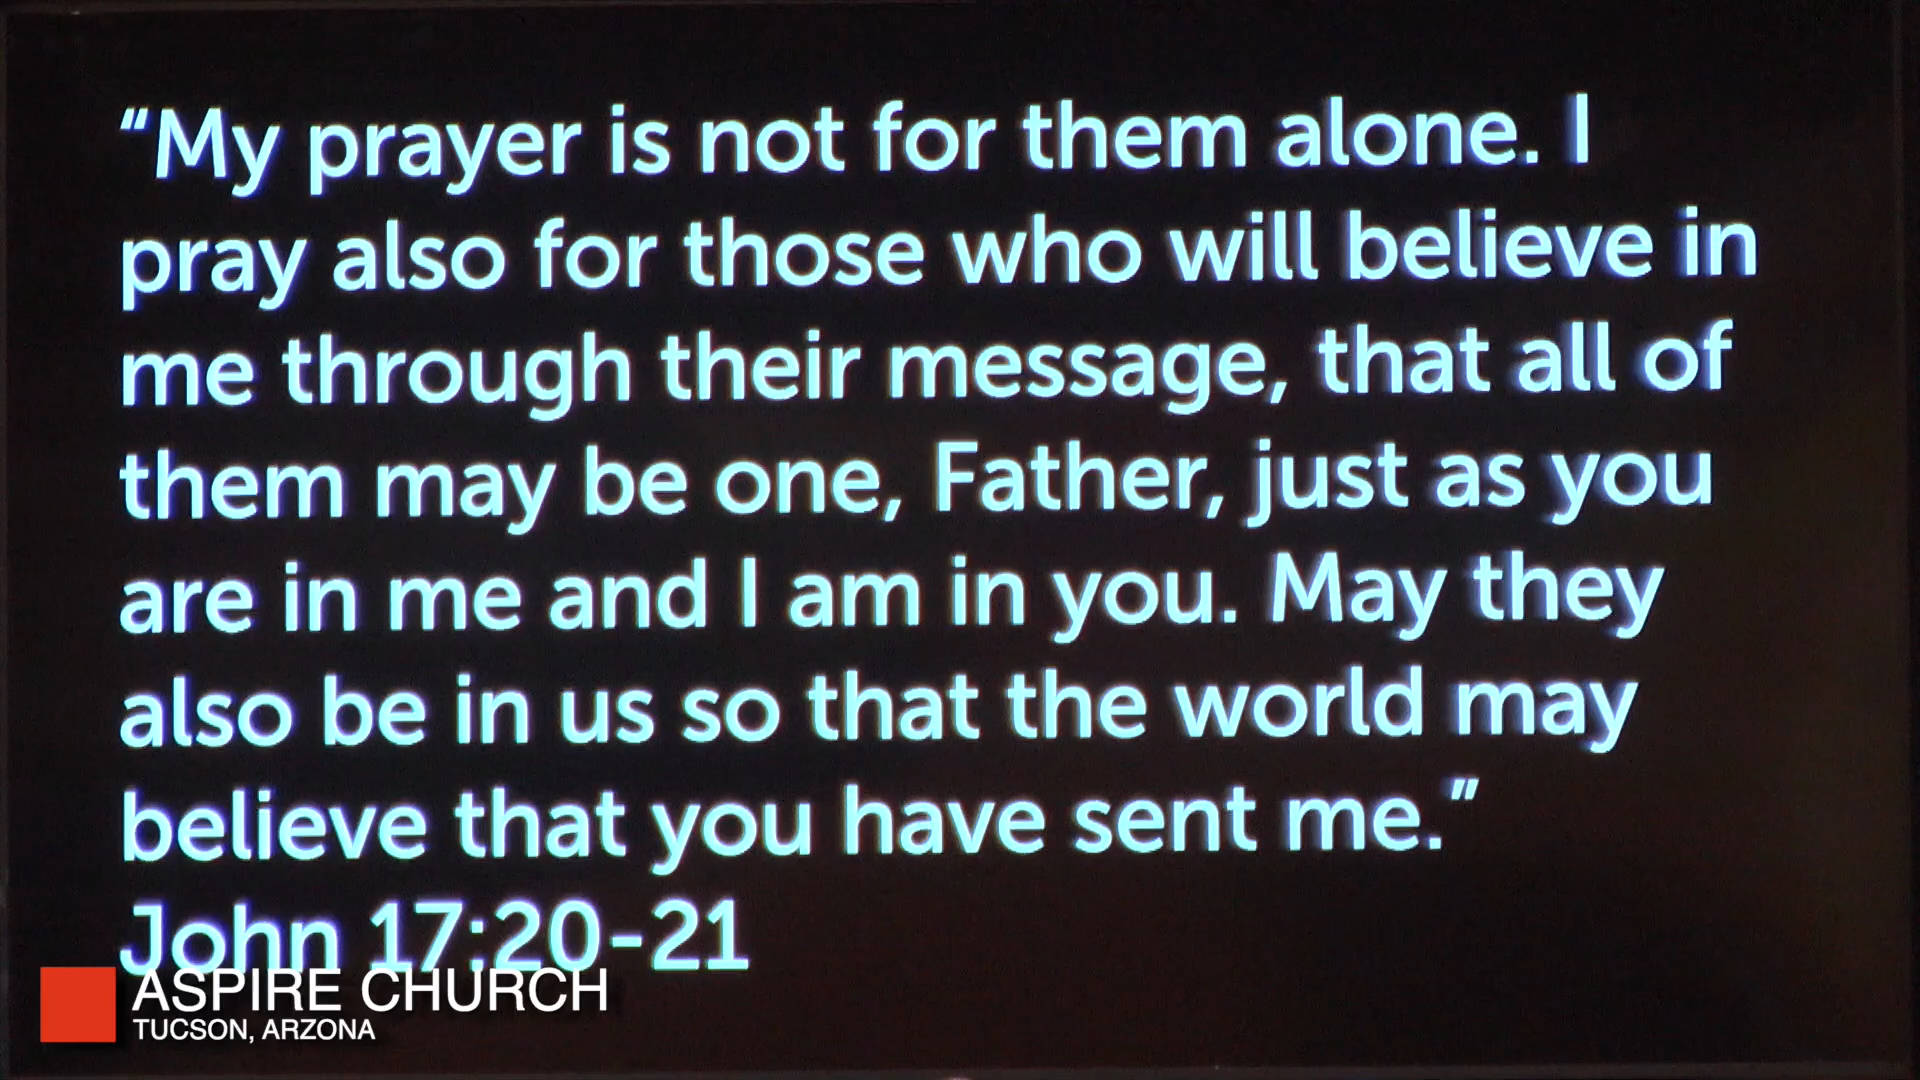 “My prayer is not for them alone. I
pray also for those who will believe in
me through their message, that all of
them may be one, Father, just as you
are in me and I am in you. May they
also be in us so that the world may
believe that you have sent me.”
John 17:20-21
ASPIRE CHURCH
TUCSON, ARZONA